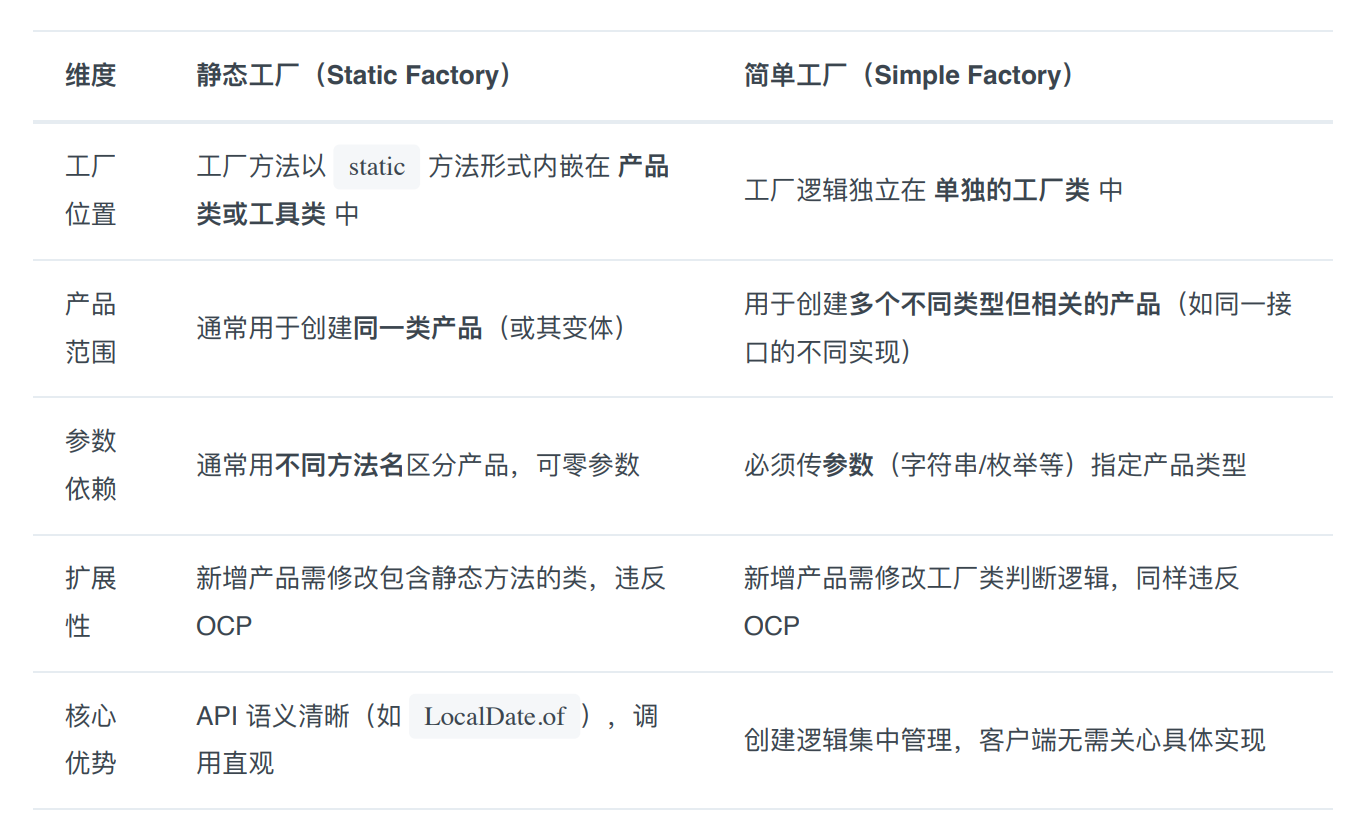 维度 静态工厂（Static Factory） 简单工厂（Simple Factory）
工厂位置 工厂方法以 static 方法形式内嵌在 产品
类或工具类 中
工厂逻辑独立在 单独的工厂类 中
产品范围 通常用于创建同一类产品（或其变体）
用于创建多个不同类型但相关的产品（如同一接
口的不同实现）
参数依赖 通常用不同方法名区分产品，可零参数
必须传参数（字符串/枚举等）指定产品类型
扩展性 新增产品需修改包含静态方法的类，违反
OCP
新增产品需修改工厂类判断逻辑，同样违反
OCP
核心优势 API 语义清晰（如 LocalDate.of ），调
用直观
创建逻辑集中管理，客户端无需关心具体实现